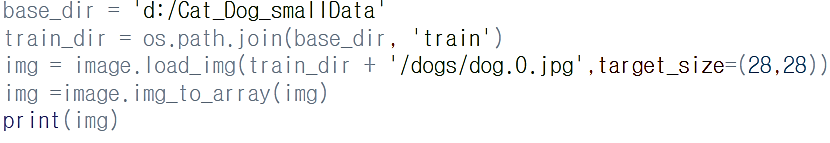 base_dir = 'd:/Cat_Dog_smallData'
train_dir = os.path.join(base_dir, 'train')
img = image.load_img(train_dir + '/dogs/dog.0.jpg',target_size=(28,28))
img =image.img_to_array(img)
print(img)